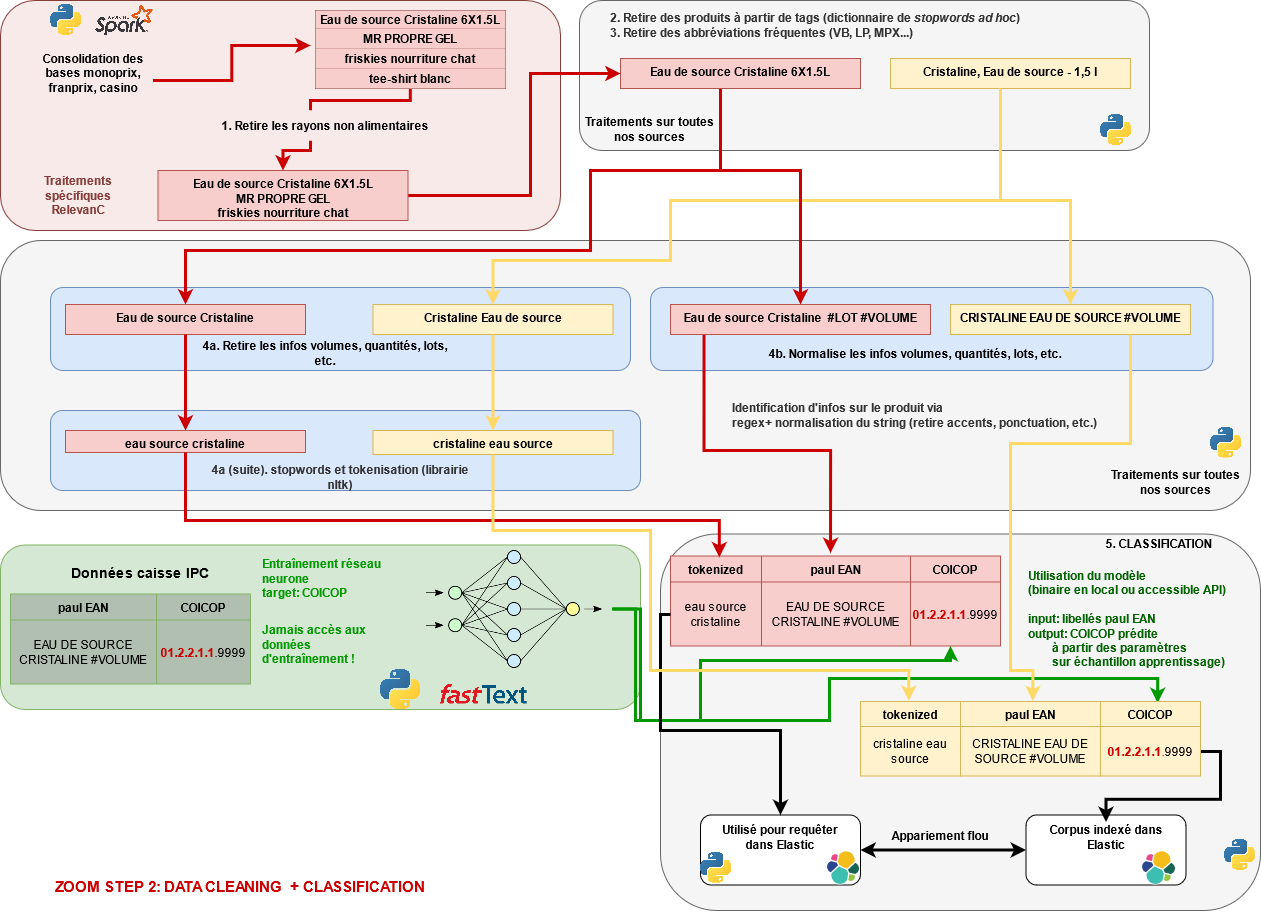 APACHE
Spark
Consolidation des
bases monoprix,
franprix, casino
Eau de source Cristaline 6X1.5L
MR PROPRE GEL
friskies nourriture chat
tee-shirt blanc
1. Retire les rayons non alimentaires
Traitements
spécifiques
RelevanC
Eau de source Cristaline 6X1.5L
MR PROPRE GEL
friskies nourriture chat
2. Retire des produits à partir de tags (dictionnaire de stopwords ad hoc)
3. Retire des abbréviations fréquentes (VB, LP, MPX...)
Eau de source Cristaline 6X1.5L
Cristaline, Eau de source - 1,5 l
Traitements sur toutes
nos sources
Eau de source Cristaline
Cristaline Eau de source
4a. Retire les infos volumes, quantités, lots,
etc.
Eau de source Cristaline #LOT #VOLUME
CRISTALINE EAU DE SOURCE #VOLUME
4b. Normalise les infos volumes, quantités, lots, etc.
Identification d'infos sur le produit via
regex+ normalisation du string (retire accents, ponctuation, etc.)
eau source cristaline
cristaline eau source
4a (suite). stopwords et tokenisation (librairie
nltk)
Traitements sur toutes
nos sources
Données caisse IPC
paul EAN
COICOP
EAU DE SOURCE
CRISTALINE #VOLUME
01.2.2.1.1.9999
Entraînement réseau
neurone
target: COICOP
Jamais accès aux
données
d'entraînement !
fastText
5. CLASSIFICATION
tokenized
paul EAN
COICOP
eau source
cristaline
EAU DE SOURCE
CRISTALINE #VOLUME
01.2.2.1.1.9999
Utilisation du modèle
(binaire en local ou accessible API)
input: libellés paul EAN
output: COICOP prédite
à partir des paramètres
sur échantillon apprentissage)
tokenized
paul EAN
COICOP
cristaline eau
source
CRISTALINE EAU DE
SOURCE #VOLUME
01.2.2.1.1.9999
Utilisé pour requêter
dans Elastic
Appariement flou
Corpus indexé dans
Elastic
ZOOM STEP 2: DATA CLEANING + CLASSIFICATION